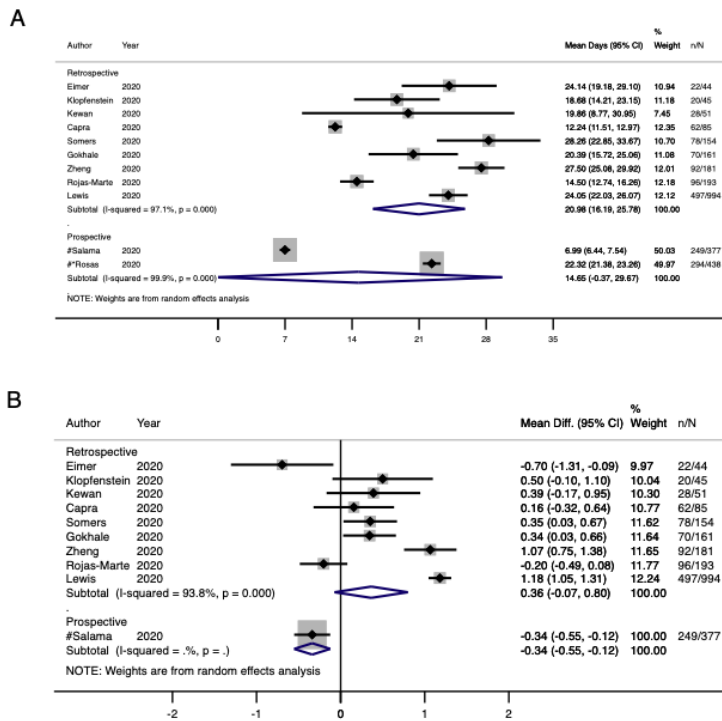 A
%
Author Year Mean Days (95% CI) Weight n/N
Retrospective
Eimer 2020 24.14 (19.18, 29.10) 10.94 22/44
Klopfenstein 2020 18.68 (14.21, 23.15) 11.18 20/45
Kewan 2020 19.86 (8.77, 30.95) 7.45 28/51
Capra 2020 12.24 (11.51, 12.97) 12.35 62/85
Somers 2020 28.26 (22.85, 33.67) 10.70 78/154
Gokhale 2020 20.39 (15.72, 25.06) 11.08 70/161
Zheng 2020 27.50 (25.08, 29.92) 12.01 92/181
Rojas-Marte 2020 14.50 (12.74, 16.26) 12.18 96/193
Lewis 2020 24.05 (22.03, 26.07) 12.12 497/994
Subtotal (I-squared = 97.1%, p = 0.000) 20.98 (16.19, 25.78) 100.00
.
Prospective
#Salama 2020 6.99 (6.44, 7.54) 50.03 249/377
#*Rosas 2020 22.32 (21.38, 23.26) 49.97 294/438
Subtotal (I-squared = 99.9%, p = 0.000) 14.65 (-0.37, 29.67) 100.00
.
NOTE: Weights are from random effects analysis
0 7 14 21 28 35
B
%
Author Year Mean Diff. (95% CI) Weight n/N
Retrospective
Eimer 2020 -0.70 (-1.31, -0.09) 9.97 22/44
Klopfenstein 2020 0.50 (-0.10, 1.10) 10.04 20/45
Kewan 2020 0.39 (-0.17, 0.95) 10.30 28/51
Capra 2020 0.16 (-0.32, 0.64) 10.77 62/85
Somers 2020 0.35 (0.03, 0.67) 11.62 78/154
Gokhale 2020 0.34 (0.03, 0.66) 11.64 70/161
Zheng 2020 1.07 (0.75, 1.38) 11.65 92/181
Rojas-Marte 2020 -0.20 (-0.49, 0.08) 11.77 96/193
Lewis 2020 1.18 (1.05, 1.31) 12.24 497/994
Subtotal (I-squared = 93.8%, p = 0.000) 0.36 (-0.07, 0.80) 100.00
.
Prospective
#Salama 2020 -0.34 (-0.55, -0.12) 100.00 249/377
Subtotal (I-squared = .%, p = .) -0.34 (-0.55, -0.12) 100.00
NOTE: Weights are from random effects analysis
-2 -1 0 1 2